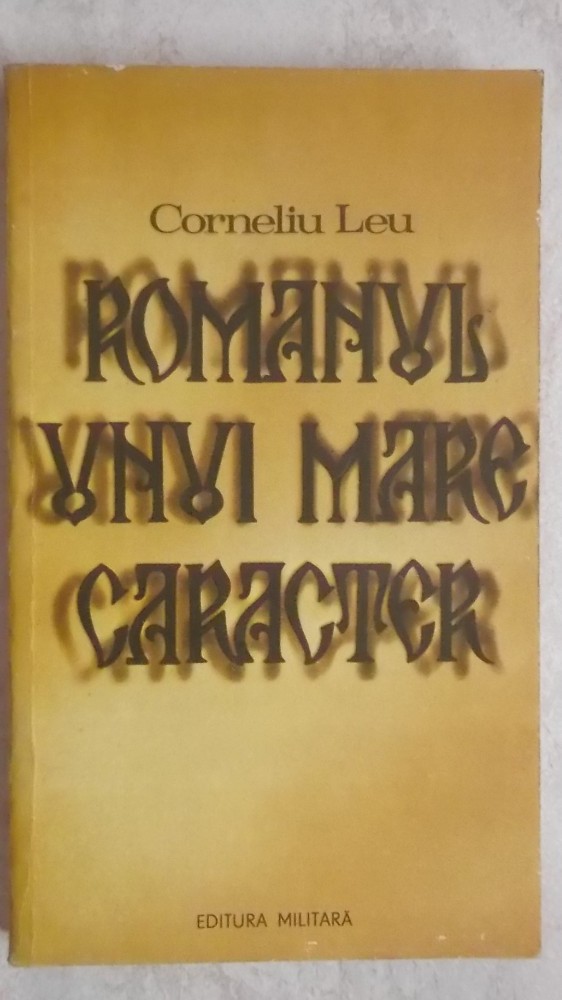 Corneliu Leu
ROMANUL
UNUI MARE
CARACTER
EDITURA MILITARĂ